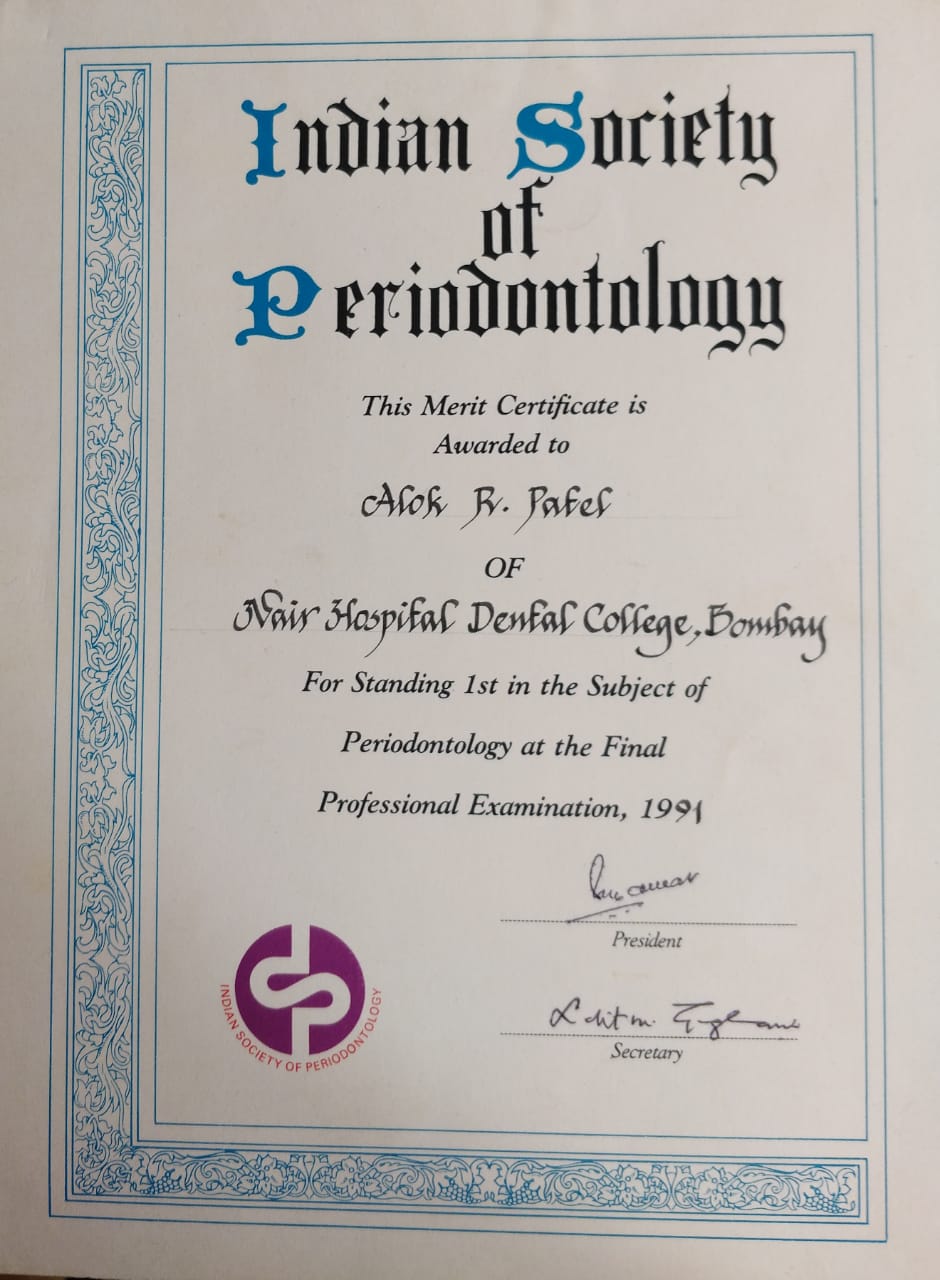 Indian Society
of
Periodontology
This Merit Certificate is
Awarded to
Alok R. Patel
OF
Nair Hospital Dental College, Bombay
For Standing 1st in the Subject of
Periodontology at the Final
Professional Examination, 1991
President
Secretary
INDIAN SOCIETY OF PERIODONTOLOGY